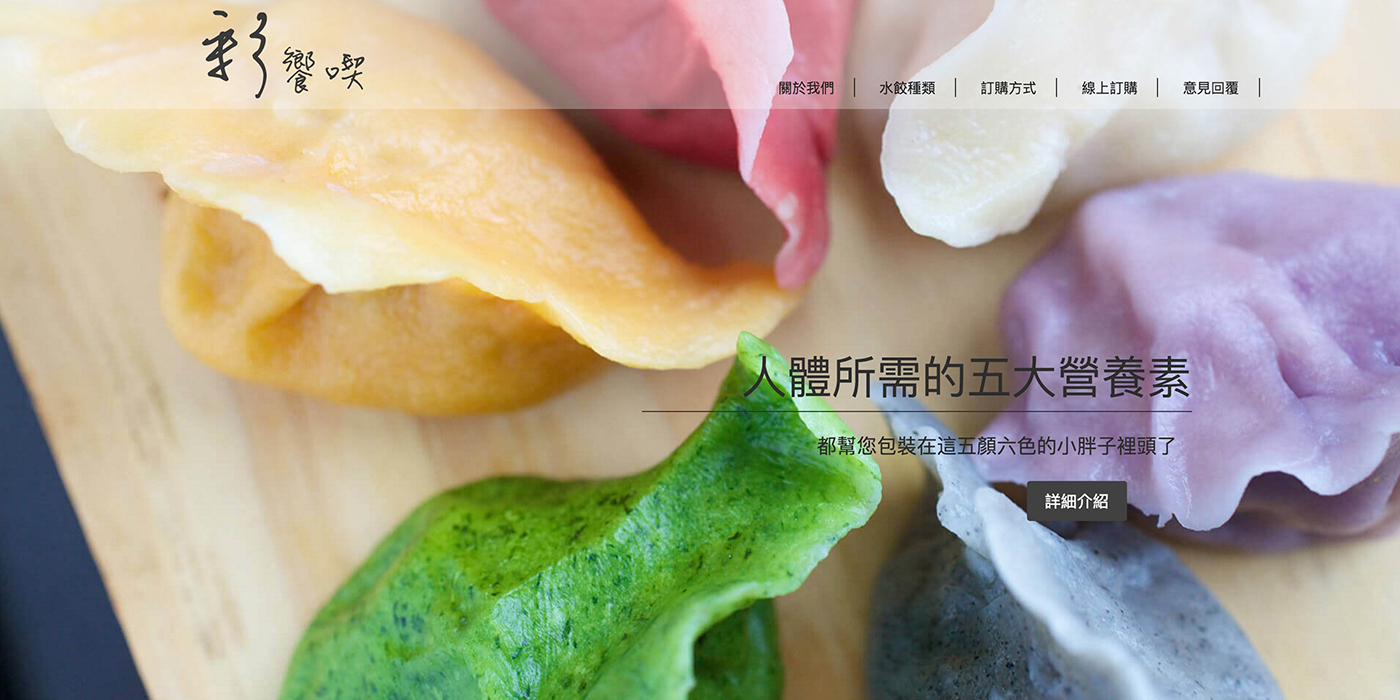 彩饗喫
關於我們 | 水餃種類 | 訂購方式 | 線上訂購 | 意見回覆 |
人體所需的五大營養素
都幫您包裝在這五顏六色的小胖子裡頭了
詳細介紹